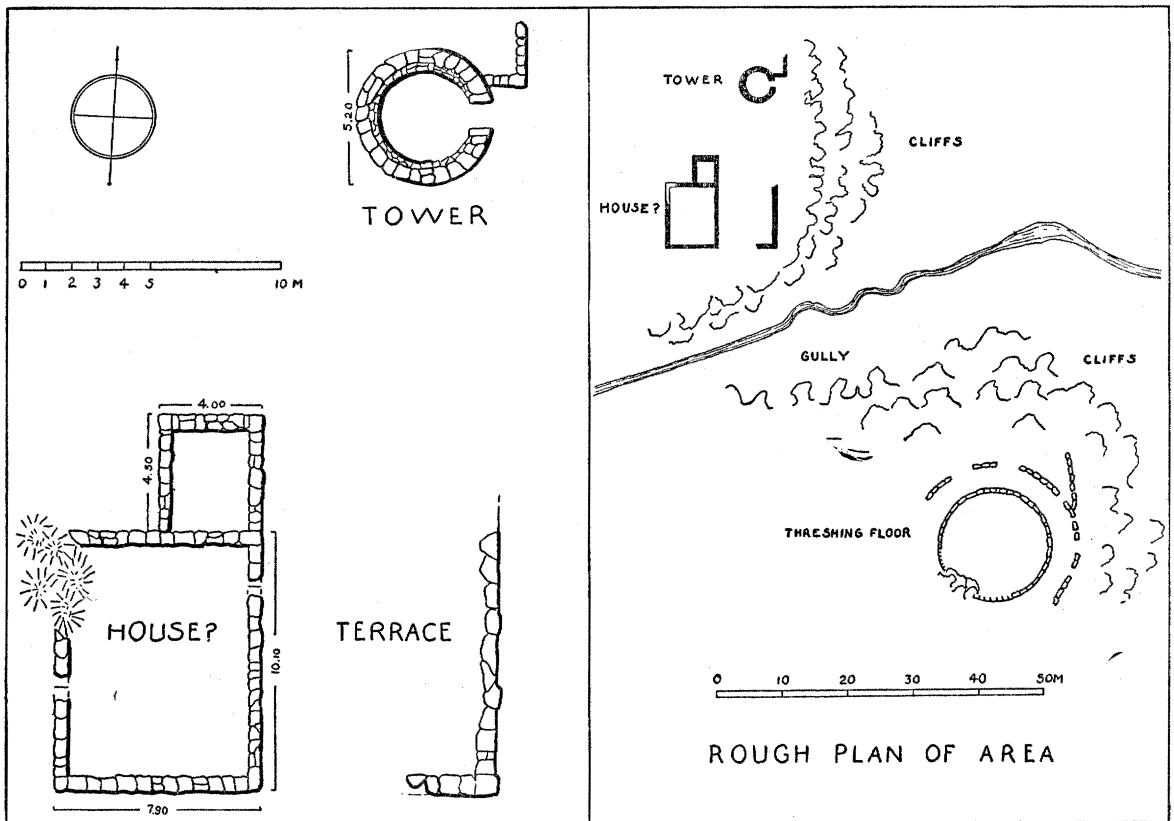 5.20
TOWER
0 1 2 3 4 5 10 M
4.00
4.50
HOUSE?
TERRACE
10.10
7.90
TOWER
CLIFFS
HOUSE?
GULLY
CLIFFS
THRESHING FLOOR
0 10 20 30 40 50M
ROUGH PLAN OF AREA